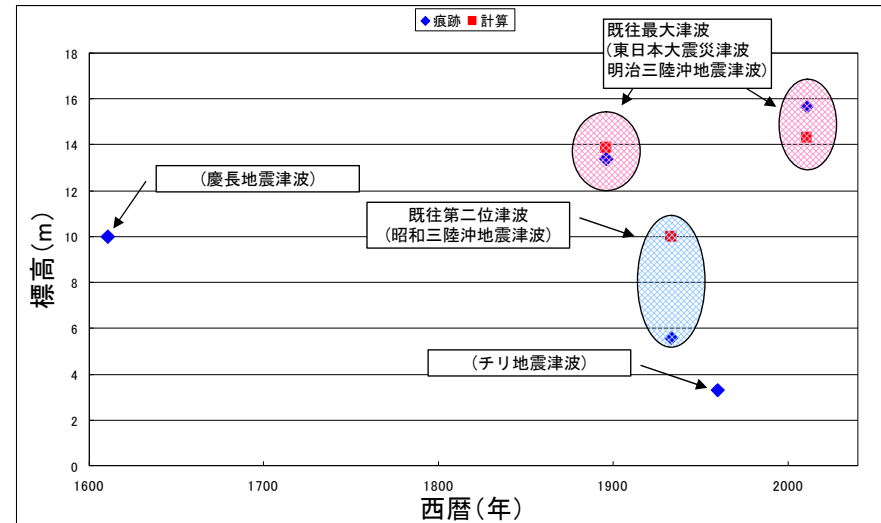 痕跡 計算
既往最大津波
(東日本大震災津波
明治三陸沖地震津波)
(慶長地震津波)
既往第二位津波
(昭和三陸沖地震津波)
(チリ地震津波)
標高(m)
18
16
14
12
10
8
6
4
2
0
1600 1700 1800 1900 2000
西暦(年)